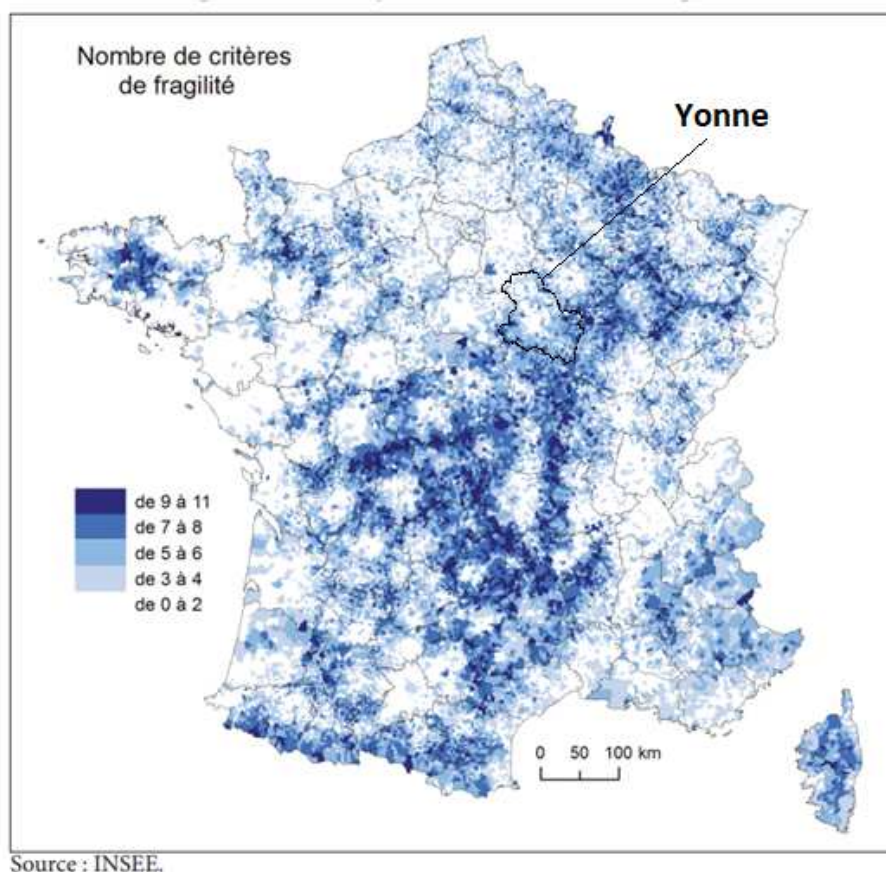 Nombre de critères
de fragilité
Yonne
de 9 à 11
de 7 à 8
de 5 à 6
de 3 à 4
de 0 à 2
0 50 100 km
Source : INSEE.